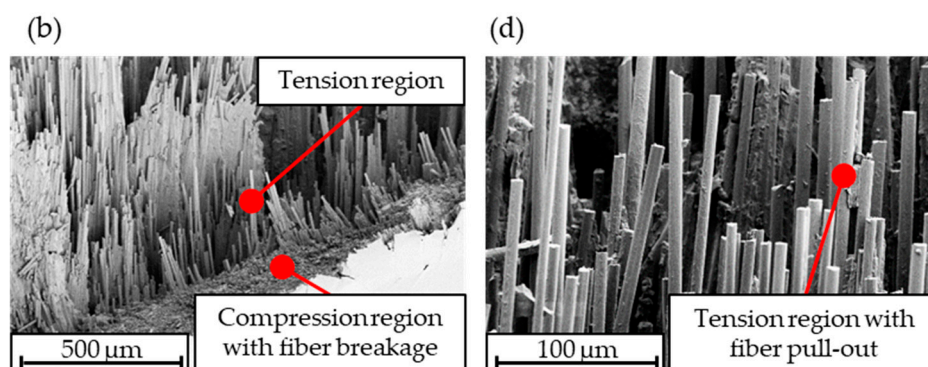 (b)
Tension region
Compression region
with fiber breakage
500 µm
(d)
Tension region with
fiber pull-out
100 µm